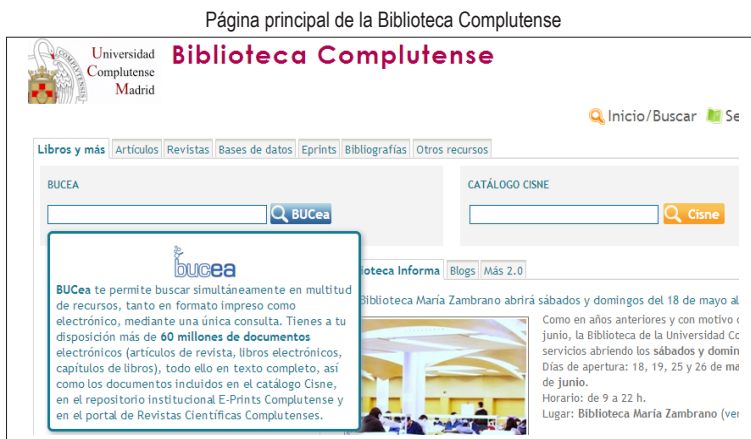 Página principal de la Biblioteca Complutense
Universidad
Complutense
Madrid
Biblioteca Complutense
Inicio/Buscar
Libros y más Artículos Revistas Bases de datos Eprints Bibliografías Otros recursos
BUCEA
BUCea
CATÁLOGO CISNE
Cisne
bucea
BUCea te permite buscar simultáneamente en multitud
de recursos, tanto en formato impreso como
electrónico, mediante una única consulta. Tienes a tu
disposición más de 60 millones de documentos
electrónicos (artículos de revista, libros electrónicos,
capítulos de libros), todo ello en texto completo, así
como los documentos incluidos en el catálogo Cisne,
en el repositorio institucional E-Prints Complutense y
en el portal de Revistas Científicas Complutenses.
Informa Blogs Más 2.0
Biblioteca María Zambrano abrirá sábados y domingos del 18 de mayo al
Como en años anteriores y con motivo
junio, la Biblioteca de la Universidad
servicios abriendo los sábados y
Días de apertura: 18, 19, 25 y 26 de
de junio.
Horario: de 9 a 22 h.
Lugar: Biblioteca María Zambrano